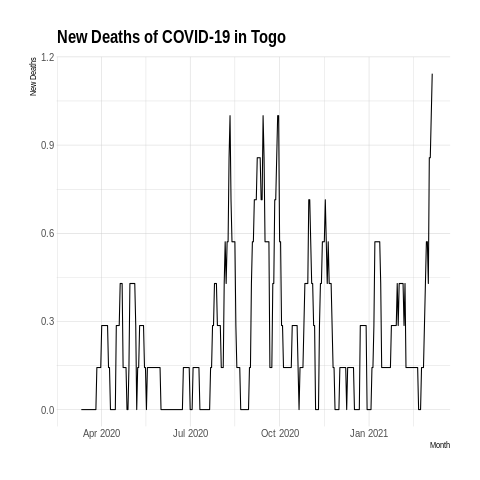 New Deaths of COVID-19 in Togo
New Deaths
1.2
0.9
0.6
0.3
0.0
Apr 2020 Jul 2020 Oct 2020 Jan 2021
Month